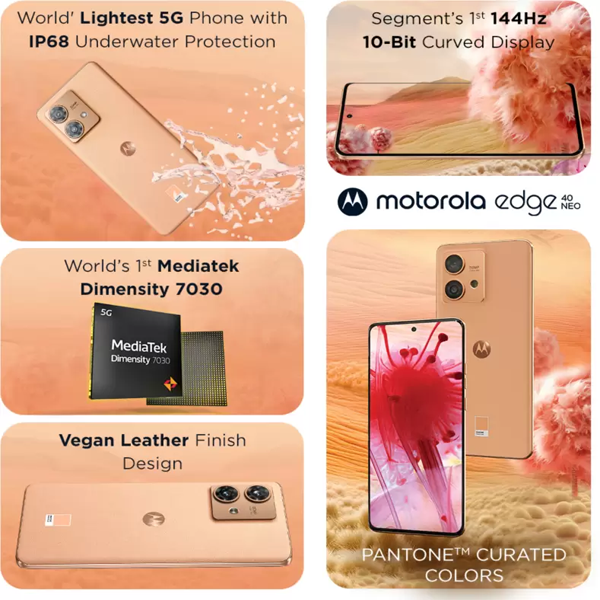 World' Lightest 5G Phone with
IP68 Underwater Protection
Segment's 1st 144Hz
10-Bit Curved Display
motorola edge 40 NEO
World's 1st Mediatek
Dimensity 7030
5G
MediaTek
Dimensity 7030
Vegan Leather Finish
Design
PANTONE™ CURATED
COLORS